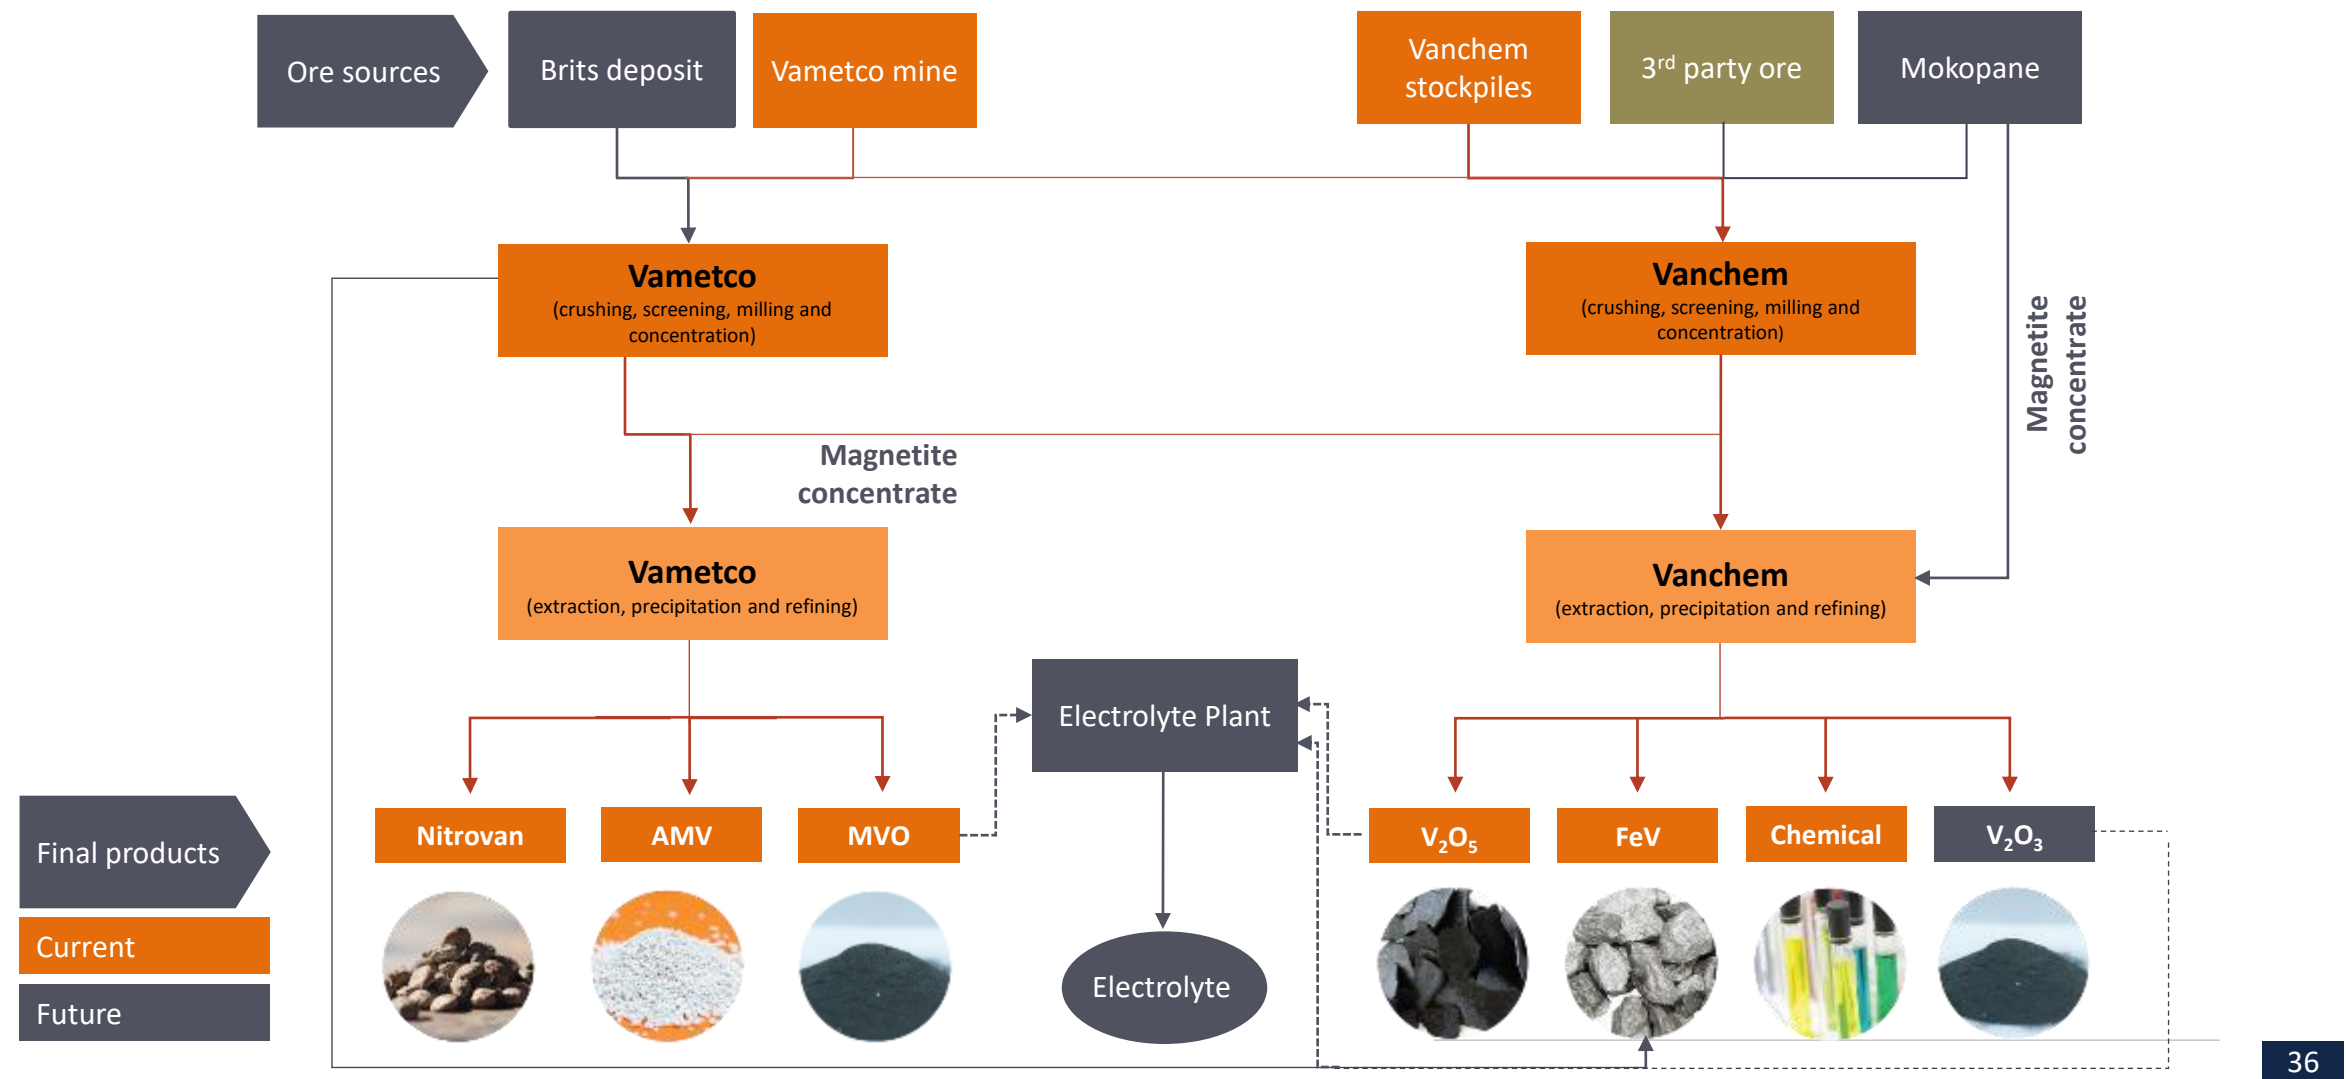 Ore sources
Brits deposit
Vametco mine
Vanchem
stockpiles
3rd party ore
Mokopane
Vametco
(crushing, screening, milling and
concentration)
Vanchem
(crushing, screening, milling and
concentration)
Magnetite
concentrate
Magnetite
concentrate
Vametco
(extraction, precipitation and refining)
Vanchem
(extraction, precipitation and refining)
Electrolyte Plant
Final products
Nitrovan
AMV
MVO
V2O5
FeV
Chemical
V2O3
Current
Future
Electrolyte
36